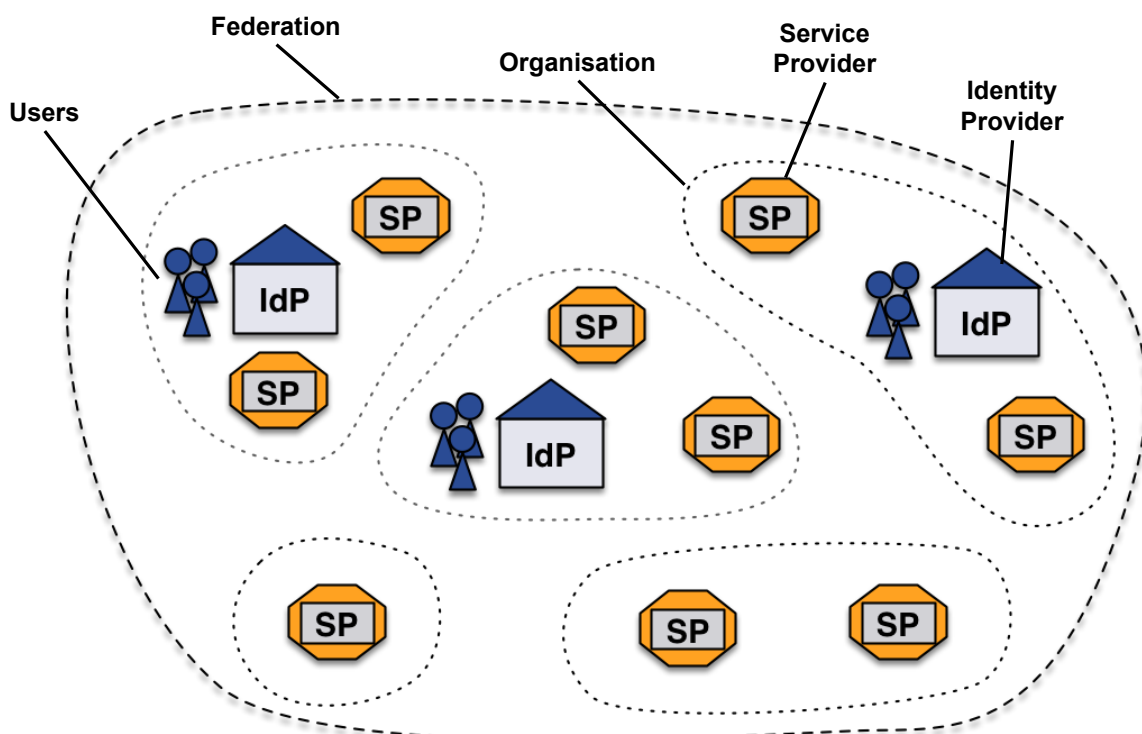 Federation
Organisation
Service
Provider
Identity
Provider
Users
SP
SP
IdP
IdP
SP
SP
IdP
SP
SP
SP
SP
SP
SP